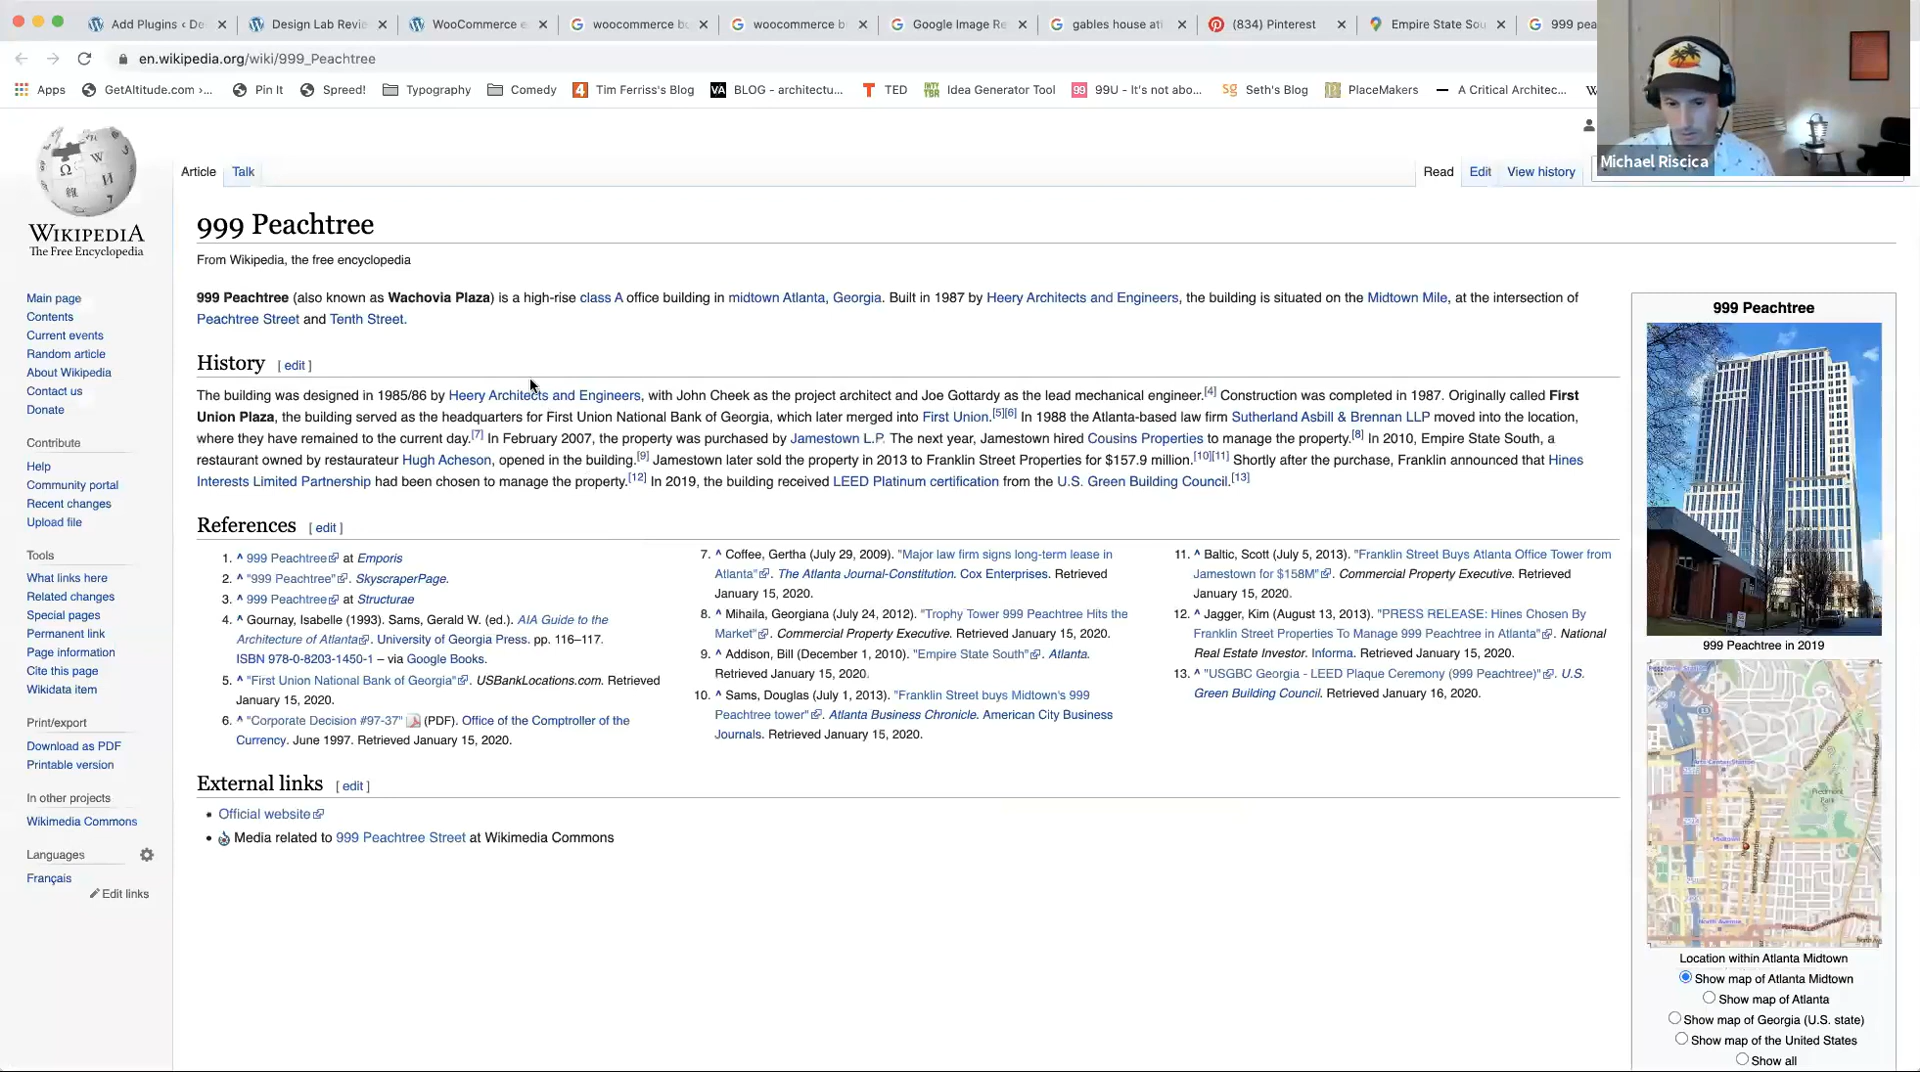 Add Plugins ‹ De
Design Lab Revie
WooCommerce e
woocommerce bu
woocommerce b
Google Image Re
gables house atl
(834) Pinterest
Empire State Sou
999 pea
en.wikipedia.org/wiki/999_Peachtree
Apps
GetAltitude.com >...
Pin It
Spreed!
Typography
Comedy
Tim Ferriss's Blog
BLOG - architectu...
TED
Idea Generator Tool
99U - It's not abo...
Seth's Blog
PlaceMakers
A Critical Architec...
Michael Riscica
WIKIPEDIA
The Free Encyclopedia
Main page
Contents
Current events
Random article
About Wikipedia
Contact us
Donate
Contribute
Help
Community portal
Recent changes
Upload file
Tools
What links here
Related changes
Special pages
Permanent link
Page information
Cite this page
Wikidata item
Print/export
Download as PDF
Printable version
In other projects
Wikimedia Commons
Languages
Français
Edit links
Article
Talk
Read
Edit
View history
999 Peachtree
From Wikipedia, the free encyclopedia
999 Peachtree (also known as Wachovia Plaza) is a high-rise class A office building in midtown Atlanta, Georgia. Built in 1987 by Heery Architects and Engineers, the building is situated on the Midtown Mile, at the intersection of
Peachtree Street and Tenth Street.
History [ edit ]
The building was designed in 1985/86 by Heery Architects and Engineers, with John Cheek as the project architect and Joe Gottardy as the lead mechanical engineer.[4] Construction was completed in 1987. Originally called First
Union Plaza, the building served as the headquarters for First Union National Bank of Georgia, which later merged into First Union.[5][6] In 1988 the Atlanta-based law firm Sutherland Asbill & Brennan LLP moved into the location,
where they have remained to the current day.[7] In February 2007, the property was purchased by Jamestown L.P. The next year, Jamestown hired Cousins Properties to manage the property.[8] In 2010, Empire State South, a
restaurant owned by restaurateur Hugh Acheson, opened in the building.[9] Jamestown later sold the property in 2013 to Franklin Street Properties for $157.9 million.[10][11] Shortly after the purchase, Franklin announced that Hines
Interests Limited Partnership had been chosen to manage the property.[12] In 2019, the building received LEED Platinum certification from the U.S. Green Building Council.[13]
References [ edit ]
1. ^ 999 Peachtree at Emporis
2. ^ "999 Peachtree". SkyscraperPage.
3. ^ 999 Peachtree at Structurae
4. ^ Gournay, Isabelle (1993). Sams, Gerald W. (ed.). AIA Guide to the
Architecture of Atlanta. University of Georgia Press. pp. 116–117.
ISBN 978-0-8203-1450-1 – via Google Books.
5. ^ "First Union National Bank of Georgia". USBankLocations.com. Retrieved
January 15, 2020.
6. ^ "Corporate Decision #97-37" (PDF). Office of the Comptroller of the
Currency. June 1997. Retrieved January 15, 2020.
7. ^ Coffee, Gertha (July 29, 2009). "Major law firm signs long-term lease in
Atlanta". The Atlanta Journal-Constitution. Cox Enterprises. Retrieved
January 15, 2020.
8. ^ Mihaila, Georgiana (July 24, 2012). "Trophy Tower 999 Peachtree Hits the
Market". Commercial Property Executive. Retrieved January 15, 2020.
9. ^ Addison, Bill (December 1, 2010). "Empire State South". Atlanta.
Retrieved January 15, 2020.
10. ^ Sams, Douglas (July 1, 2013). "Franklin Street buys Midtown's 999
Peachtree tower". Atlanta Business Chronicle. American City Business
Journals. Retrieved January 15, 2020.
11. ^ Baltic, Scott (July 5, 2013). "Franklin Street Buys Atlanta Office Tower from
Jamestown for $158M". Commercial Property Executive. Retrieved
January 15, 2020.
12. ^ Jagger, Kim (August 13, 2013). "PRESS RELEASE: Hines Chosen By
Franklin Street Properties To Manage 999 Peachtree in Atlanta". National
Real Estate Investor. Informa. Retrieved January 15, 2020.
13. ^ "USGBC Georgia - LEED Plaque Ceremony (999 Peachtree)". U.S.
Green Building Council. Retrieved January 16, 2020.
External links [ edit ]
Official website
Media related to 999 Peachtree Street at Wikimedia Commons
999 Peachtree
999 Peachtree in 2019
Piedmont
Park
Midtown
Location within Atlanta Midtown
Show map of Atlanta Midtown
Show map of Atlanta
Show map of Georgia (U.S. state)
Show map of the United States
Show all